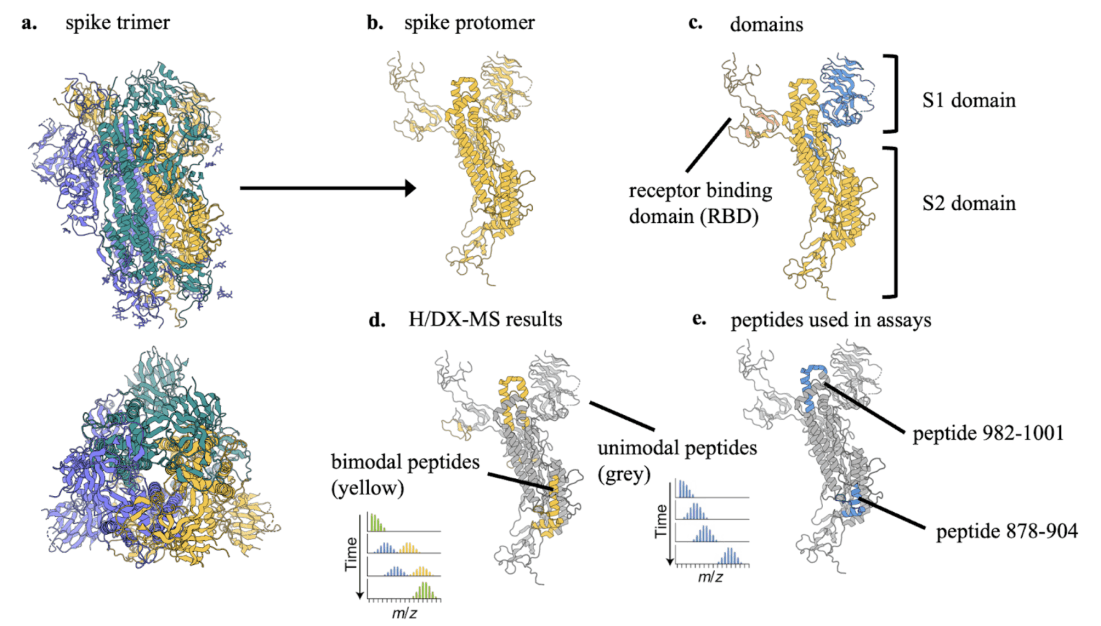 a. spike trimer
b. spike protomer
c. domains
S1 domain
S2 domain
receptor binding
domain (RBD)
d. H/DX-MS results
bimodal peptides
(yellow)
unimodal peptides
(grey)
Time
m/z
Time
m/z
e. peptides used in assays
peptide 982-1001
peptide 878-904